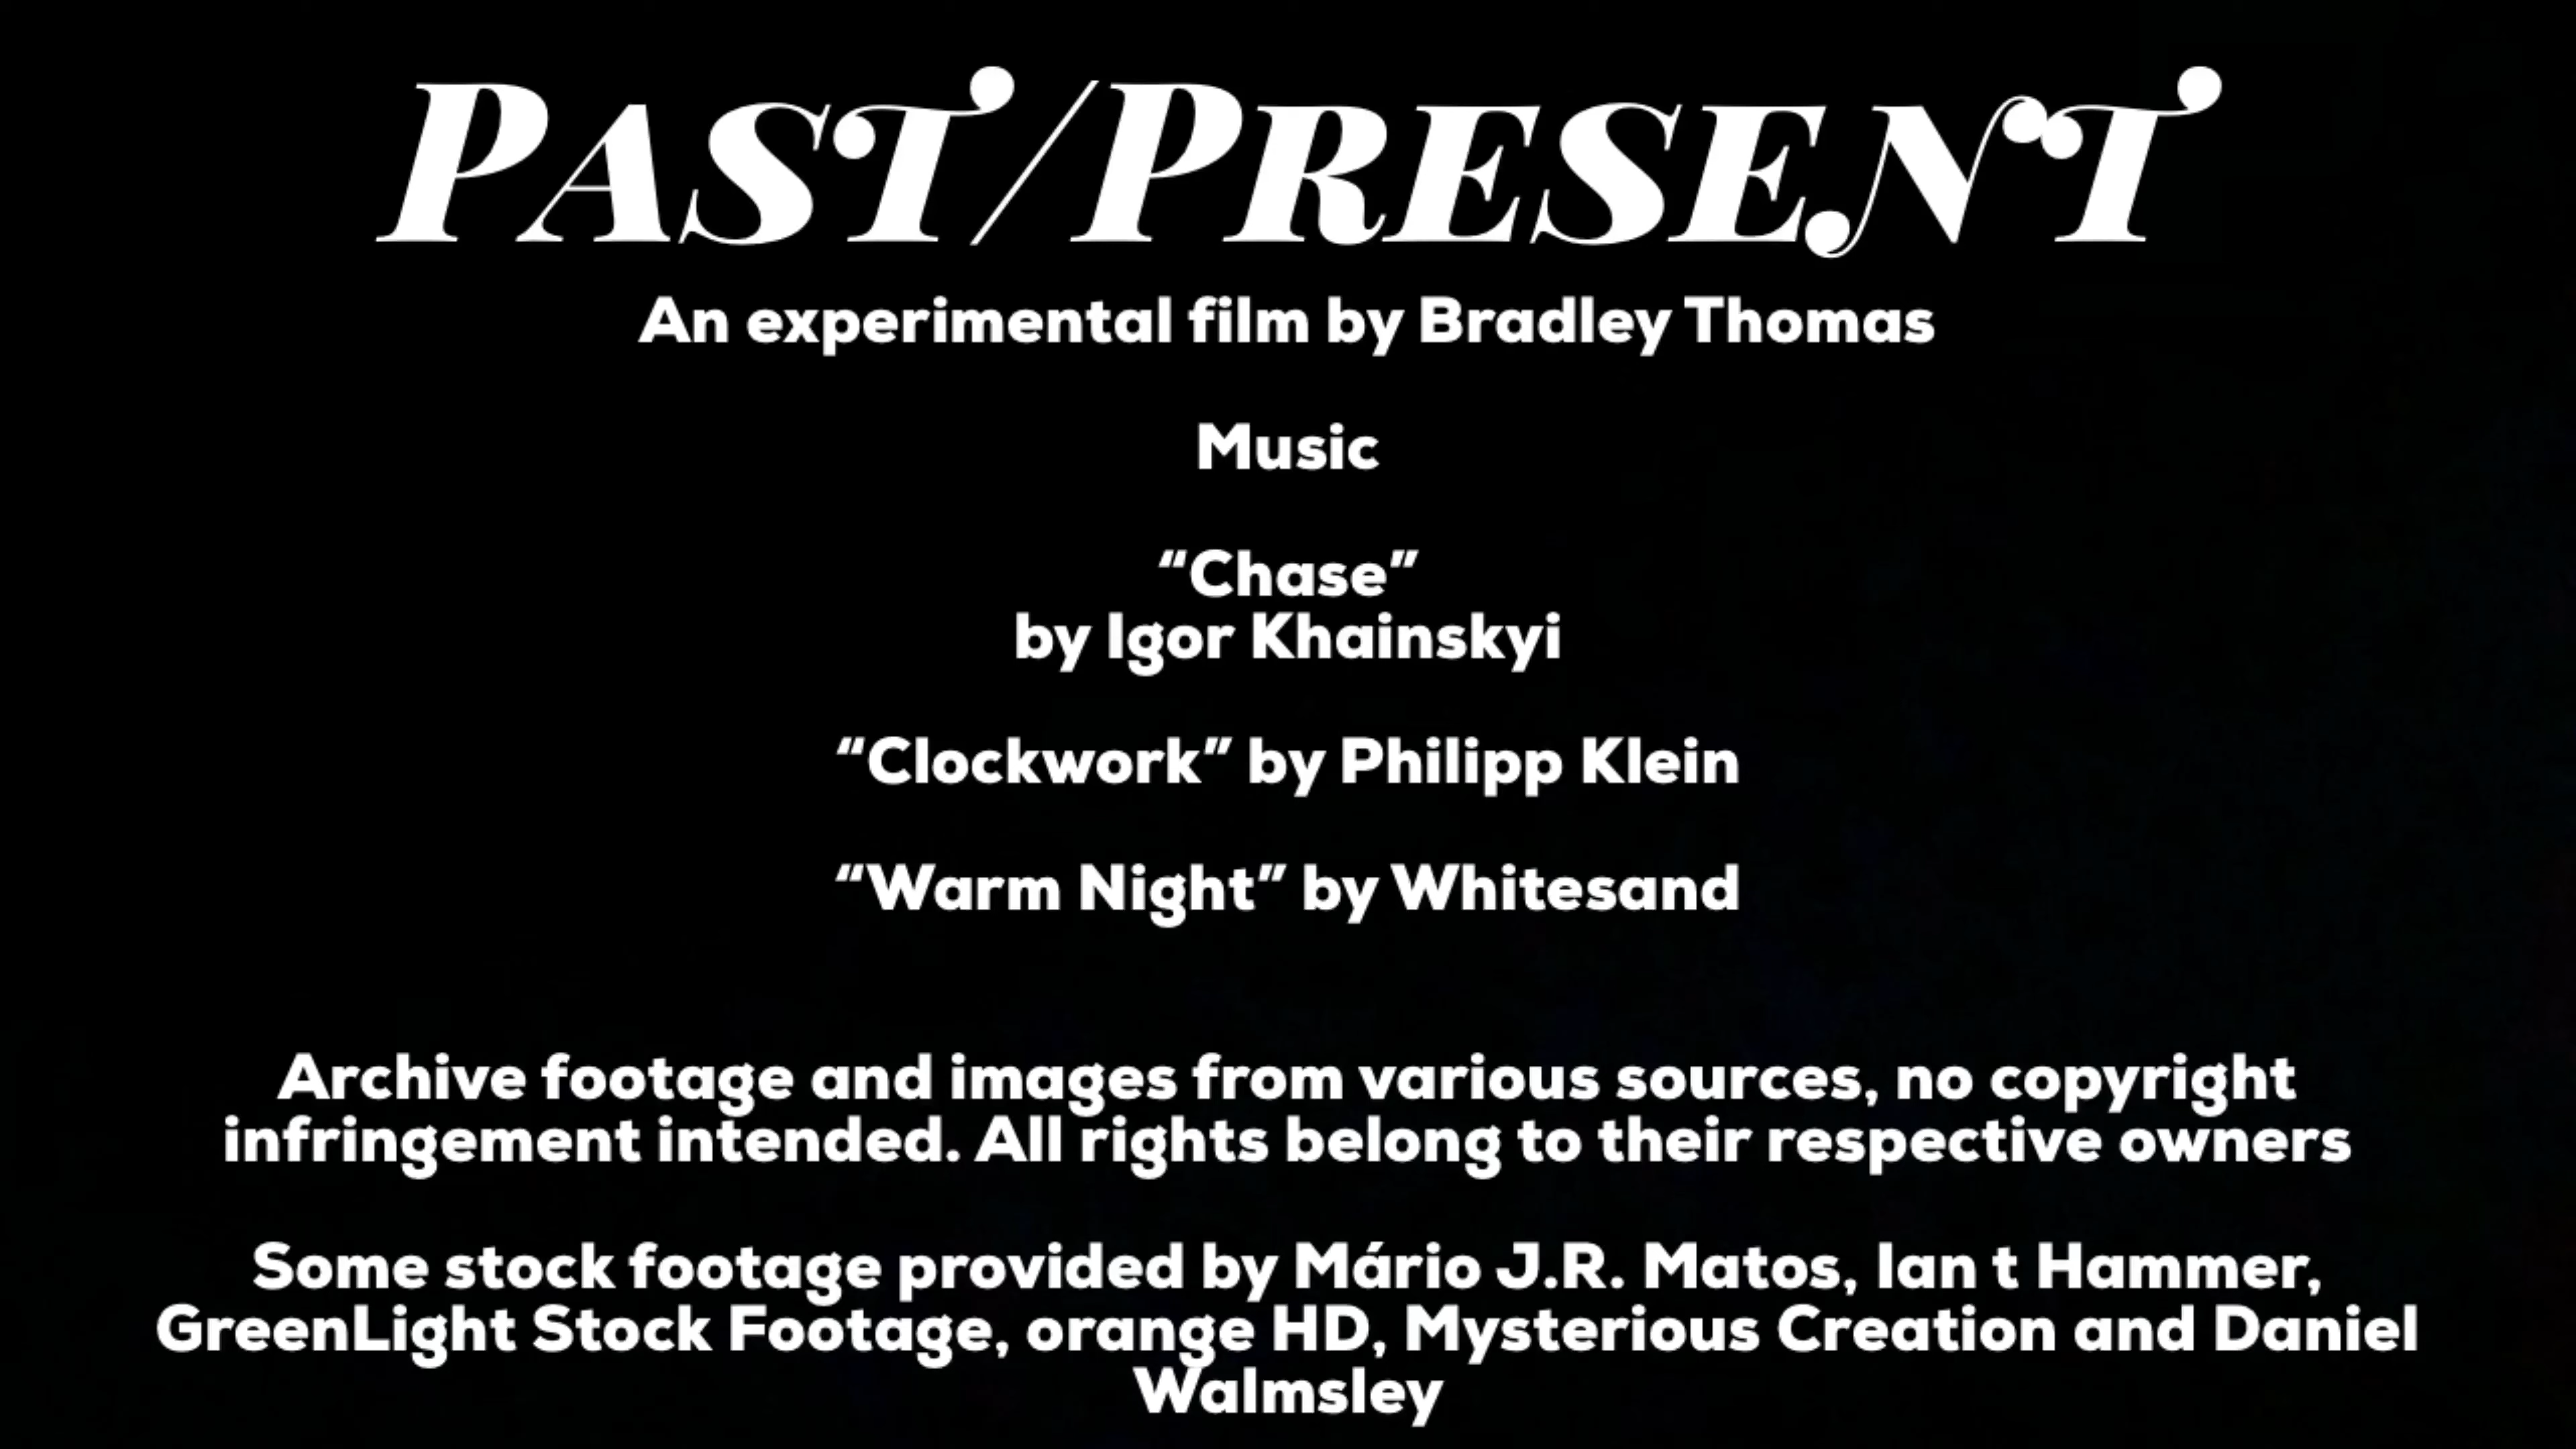 PAST/PRESENT
An experimental film by Bradley Thomas
Music
“Chase”
by Igor Khainskyi
“Clockwork” by Philipp Klein
“Warm Night” by Whitesand
Archive footage and images from various sources, no copyright
infringement intended. All rights belong to their respective owners
Some stock footage provided by Mário J.R. Matos, Ian t Hammer,
GreenLight Stock Footage, orange HD, Mysterious Creation and Daniel
Walmsley